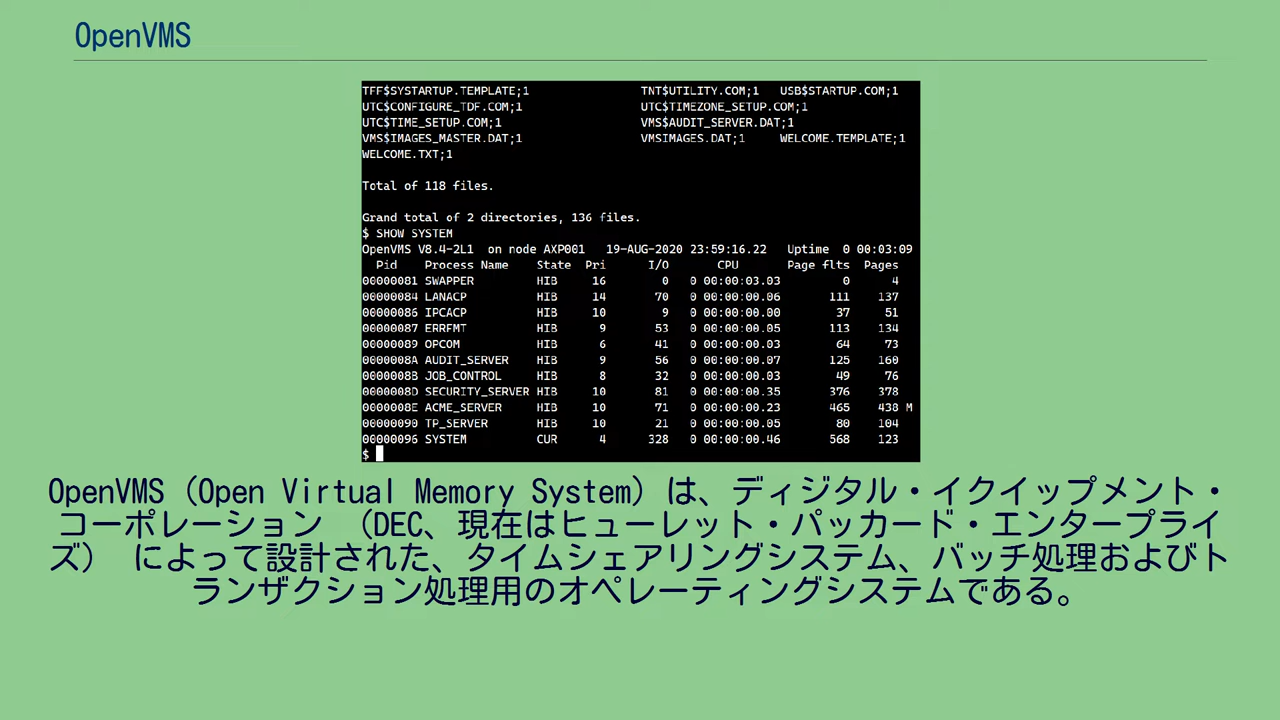 OpenVMS
TFF$SYSTARTUP.TEMPLATE;1 TNT$UTILITY.COM;1 USB$STARTUP.COM;1
UTC$CONFIGURE_TDF.COM;1 UTC$TIMEZONE_SETUP.COM;1
UTC$TIME_SETUP.COM;1 VMS$AUDIT_SERVER.DAT;1
VMS$IMAGES_MASTER.DAT;1 VMSIMAGES.DAT;1 WELCOME.TEMPLATE;1
WELCOME.TXT;1
Total of 118 files.
Grand total of 2 directories, 136 files.
$ SHOW SYSTEM
OpenVMS V8.4-2L1 on node AXP001 19-AUG-2020 23:59:16.22 Uptime 0 00:03:09
Pid Process Name State Pri I/O CPU Page flts Pages
00000081 SWAPPER HIB 16 0 0 00:00:03.03 0 4
00000084 LANACP HIB 14 70 0 00:00:00.06 111 137
00000086 IPCACP HIB 10 9 0 00:00:00.00 37 51
00000087 ERRFMT HIB 9 53 0 00:00:00.05 113 134
00000089 OPCOM HIB 6 41 0 00:00:00.03 64 73
0000008A AUDIT_SERVER HIB 9 56 0 00:00:00.07 125 160
0000008B JOB_CONTROL HIB 8 32 0 00:00:00.03 49 76
0000008D SECURITY_SERVER HIB 10 81 0 00:00:00.35 376 378
0000008E ACME_SERVER HIB 10 71 0 00:00:00.23 465 438 M
00000090 TP_SERVER HIB 10 21 0 00:00:00.05 80 104
00000096 SYSTEM CUR 4 328 0 00:00:00.46 568 123
$
OpenVMS（Open Virtual Memory System）は、ディジタル・イクイップメント・
コーポレーション （DEC、現在はヒューレット・パッカード・エンタープライ
ズ） によって設計された、タイムシェアリングシステム、バッチ処理およびト
ランザクション処理用のオペレーティングシステムである。